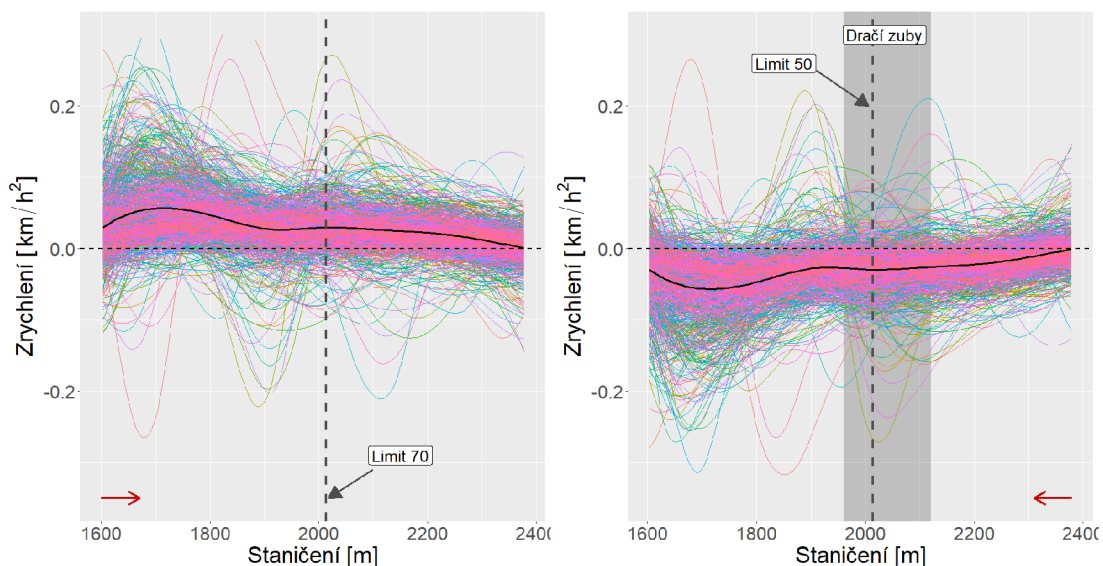 Zrychlení [km/h²]
0.2
0.0
-0.2
Limit 70
1600
1800
2000
2200
240
Staničení [m]
Zrychlení [km/h²]
0.2
0.0
-0.2
Dračí zuby
Limit 50
1600
1800
2000
2200
2400
Staničení [m]